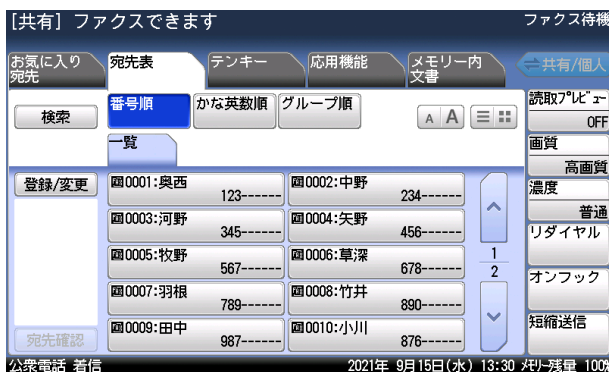 [共有] ファクスできます
ファクス待機
お気に入り
宛先
宛先表
テンキー
応用機能
メモリー内
文書
共有/個人
検索
番号順
かな英数順
グループ順
A A
一覧
読取プレビュー
OFF
画質
高画質
濃度
普通
リダイヤル
オンフック
短縮送信
登録/変更
0001:奥西
123------
0002:中野
234------
0003:河野
345------
0004:矢野
456------
0005:牧野
567------
0006:草深
678------
0007:羽根
789------
0008:竹井
890------
0009:田中
987------
0010:小川
876------
1
2
宛先確認
公衆電話 着信
2021年 9月15日(水) 13:30 メモリー残量 100%